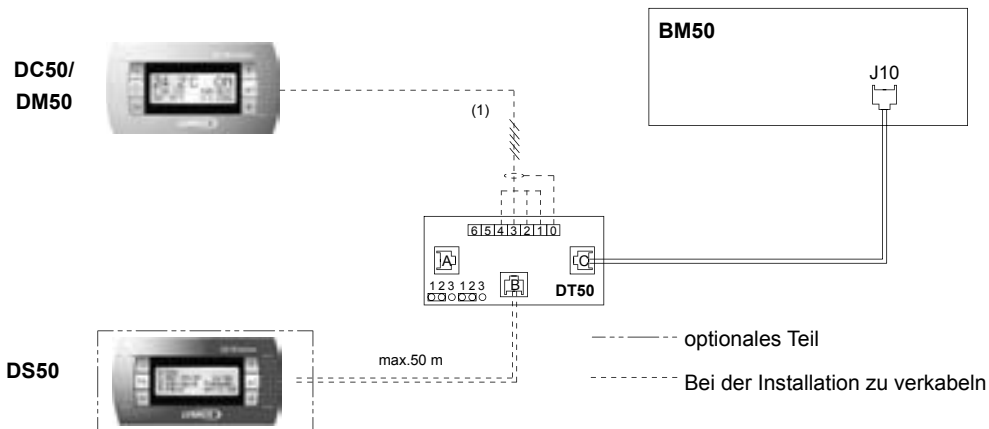 BM50
J10
DC50/
DM50
(1)
6 5 4 3 2 1 0
A
C
B
1 2 3 1 2 3
DT50
DS50
max.50 m
optionales Teil
Bei der Installation zu verkabeln